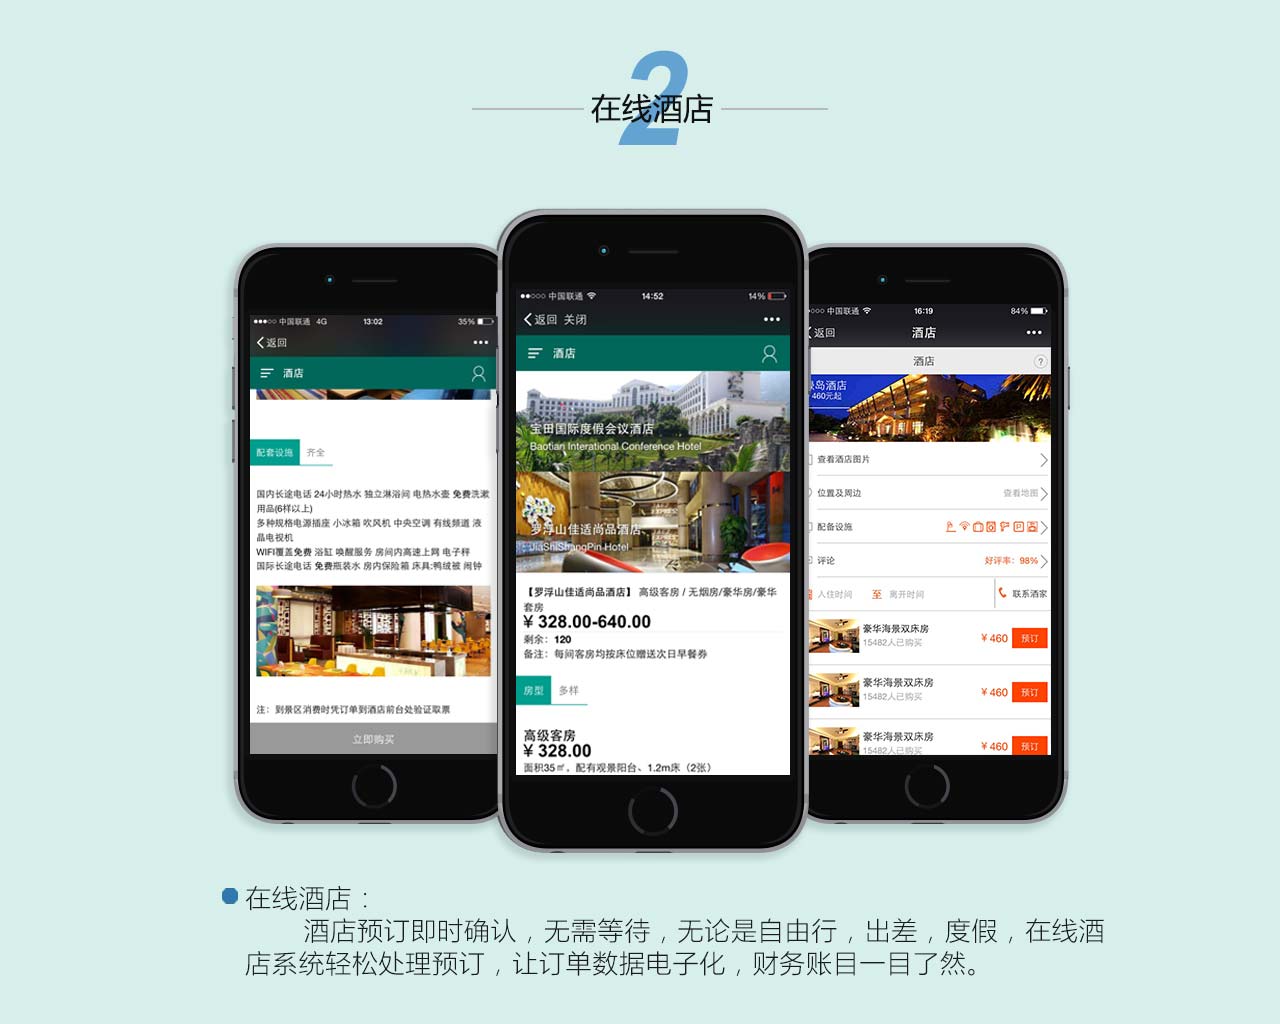 2
在线酒店
中国联通 4G 13:02 35%
返回
酒店
配套设施 齐全
国内长途电话 24小时热水 独立淋浴间 电热水壶 免费洗漱
用品(6样以上)
多种规格电源插座 小冰箱 吹风机 中央空调 有线频道 液
晶电视机
WIFI覆盖免费 浴缸 唤醒服务 房间内高速上网 电子秤
国际长途电话 免费瓶装水 房内保险箱 床具:鸭绒被 闹钟
注：到景区消费时凭订单到酒店前台处验证取票
立即购买
中国联通 14:52 14%
返回 关闭
酒店
宝田国际度假会议酒店
Baotian Interational Conference Hotel
罗浮山佳适尚品酒店
JiaShiShangPin Hotel
【罗浮山佳适尚品酒店】 高级客房 / 无烟房/豪华房/豪华
套房
¥ 328.00-640.00
剩余：120
备注：每间客房均按床位赠送次日早餐券
房型 多样
高级客房
¥ 328.00
面积35㎡，配有观景阳台、1.2m床（2张）
中国联通 16:19 84%
返回 酒店
酒店 ?
岛酒店
460元起
查看酒店图片
位置及周边 查看地图
配备设施
评论 好评率：98%
入住时间 至 离开时间 联系酒家
豪华海景双床房
15482人已购买
¥ 460 预订
豪华海景双床房
15482人已购买
¥ 460 预订
豪华海景双床房
15482人已购买
¥ 460 预订
在线酒店：
酒店预订即时确认，无需等待，无论是自由行，出差，度假，在线酒
店系统轻松处理预订，让订单数据电子化，财务账目一目了然。